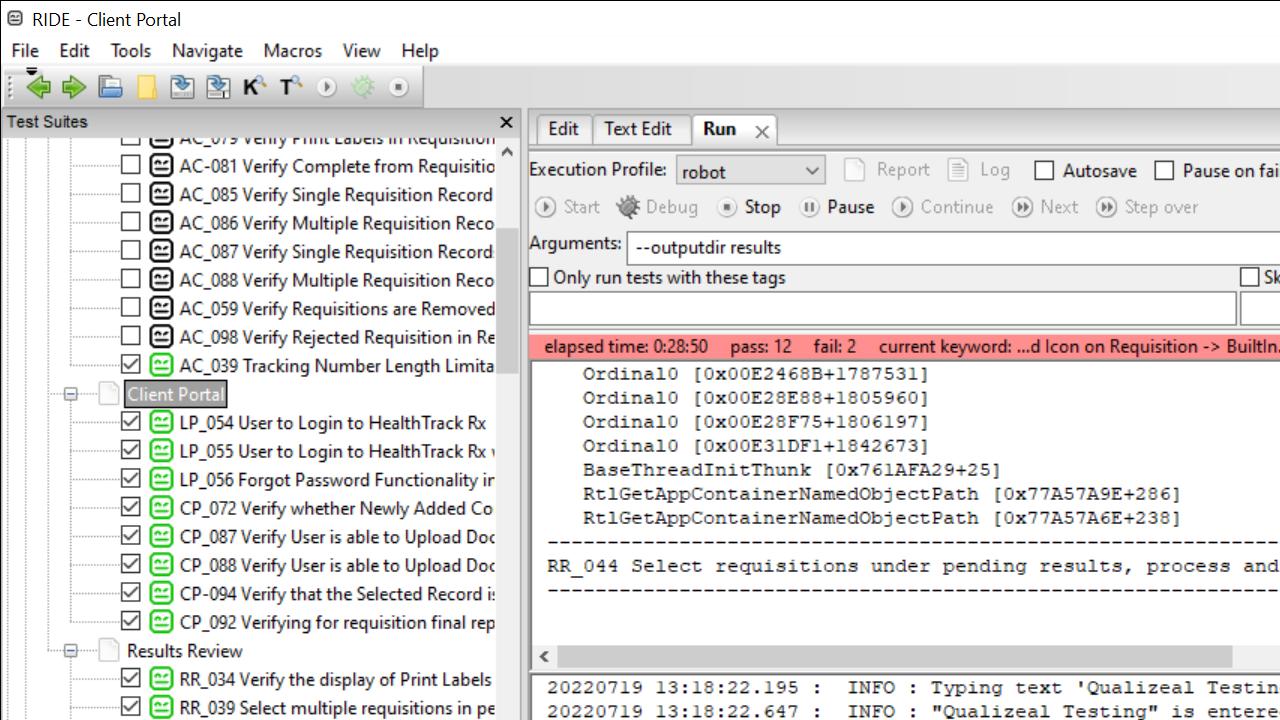 RIDE - Client Portal
File Edit Tools Navigate Macros View Help
K T
Test Suites
AC_079 Verify Print Labels in Requisition
AC-081 Verify Complete from Requisitio
AC_085 Verify Single Requisition Record
AC_086 Verify Multiple Requisition Reco
AC_087 Verify Single Requisition Record
AC_088 Verify Multiple Requisition Reco
AC_059 Verify Requisitions are Removed
AC_098 Verify Rejected Requisition in Re
AC_039 Tracking Number Length Limita
Client Portal
LP_054 User to Login to HealthTrack Rx
LP_055 User to Login to HealthTrack Rx
LP_056 Forgot Password Functionality in
CP_072 Verify whether Newly Added Co
CP_087 Verify User is able to Upload Doc
CP_088 Verify User is able to Upload Doc
CP-094 Verify that the Selected Record is
CP_092 Verifying for requisition final rep
Results Review
RR_034 Verify the display of Print Labels
RR_039 Select multiple requisitions in pe
Edit Text Edit Run
Execution Profile: robot Report Log Autosave Pause on fai
Start Debug Stop Pause Continue Next Step over
Arguments: --outputdir results
Only run tests with these tags Sk
elapsed time: 0:28:50 pass: 12 fail: 2 current keyword: ...d Icon on Requisition -> BuiltIn.
Ordinal0 [0x00E2468B+1787531]
Ordinal0 [0x00E28E88+1805960]
Ordinal0 [0x00E28F75+1806197]
Ordinal0 [0x00E31DF1+1842673]
BaseThreadInitThunk [0x761AFA29+25]
RtlGetAppContainerNamedObjectPath [0x77A57A9E+286]
RtlGetAppContainerNamedObjectPath [0x77A57A6E+238]
------------------------------------------------------------
RR_044 Select requisitions under pending results, process and
------------------------------------------------------------
20220719 13:18:22.195 : INFO : Typing text 'Qualizeal Testin
20220719 13:18:22.647 : INFO : "Qualizeal Testing" is entere